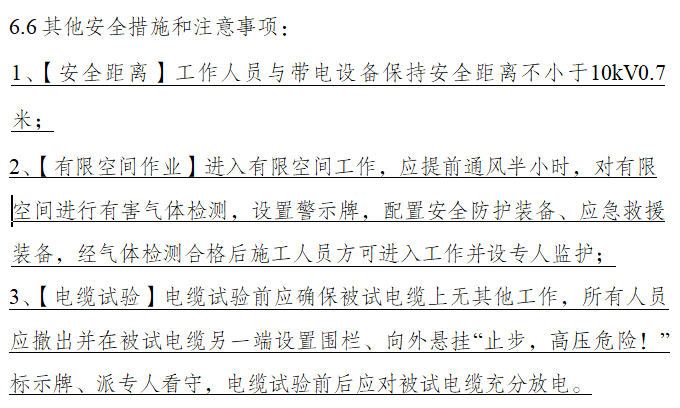 6.6其他安全措施和注意事项：
1、【安全距离】工作人员与带电设备保持安全距离不小于10kV0.7
米；
2、【有限空间作业】进入有限空间工作，应提前通风半小时，对有限
空间进行有害气体检测，设置警示牌，配置安全防护装备、应急救援
装备，经气体检测合格后施工人员方可进入工作并设专人监护；
3、【电缆试验】电缆试验前应确保被试电缆上无其他工作，所有人员
应撤出并在被试电缆另一端设置围栏、向外悬挂“止步，高压危险！”
标示牌、派专人看守，电缆试验前后应对被试电缆充分放电。